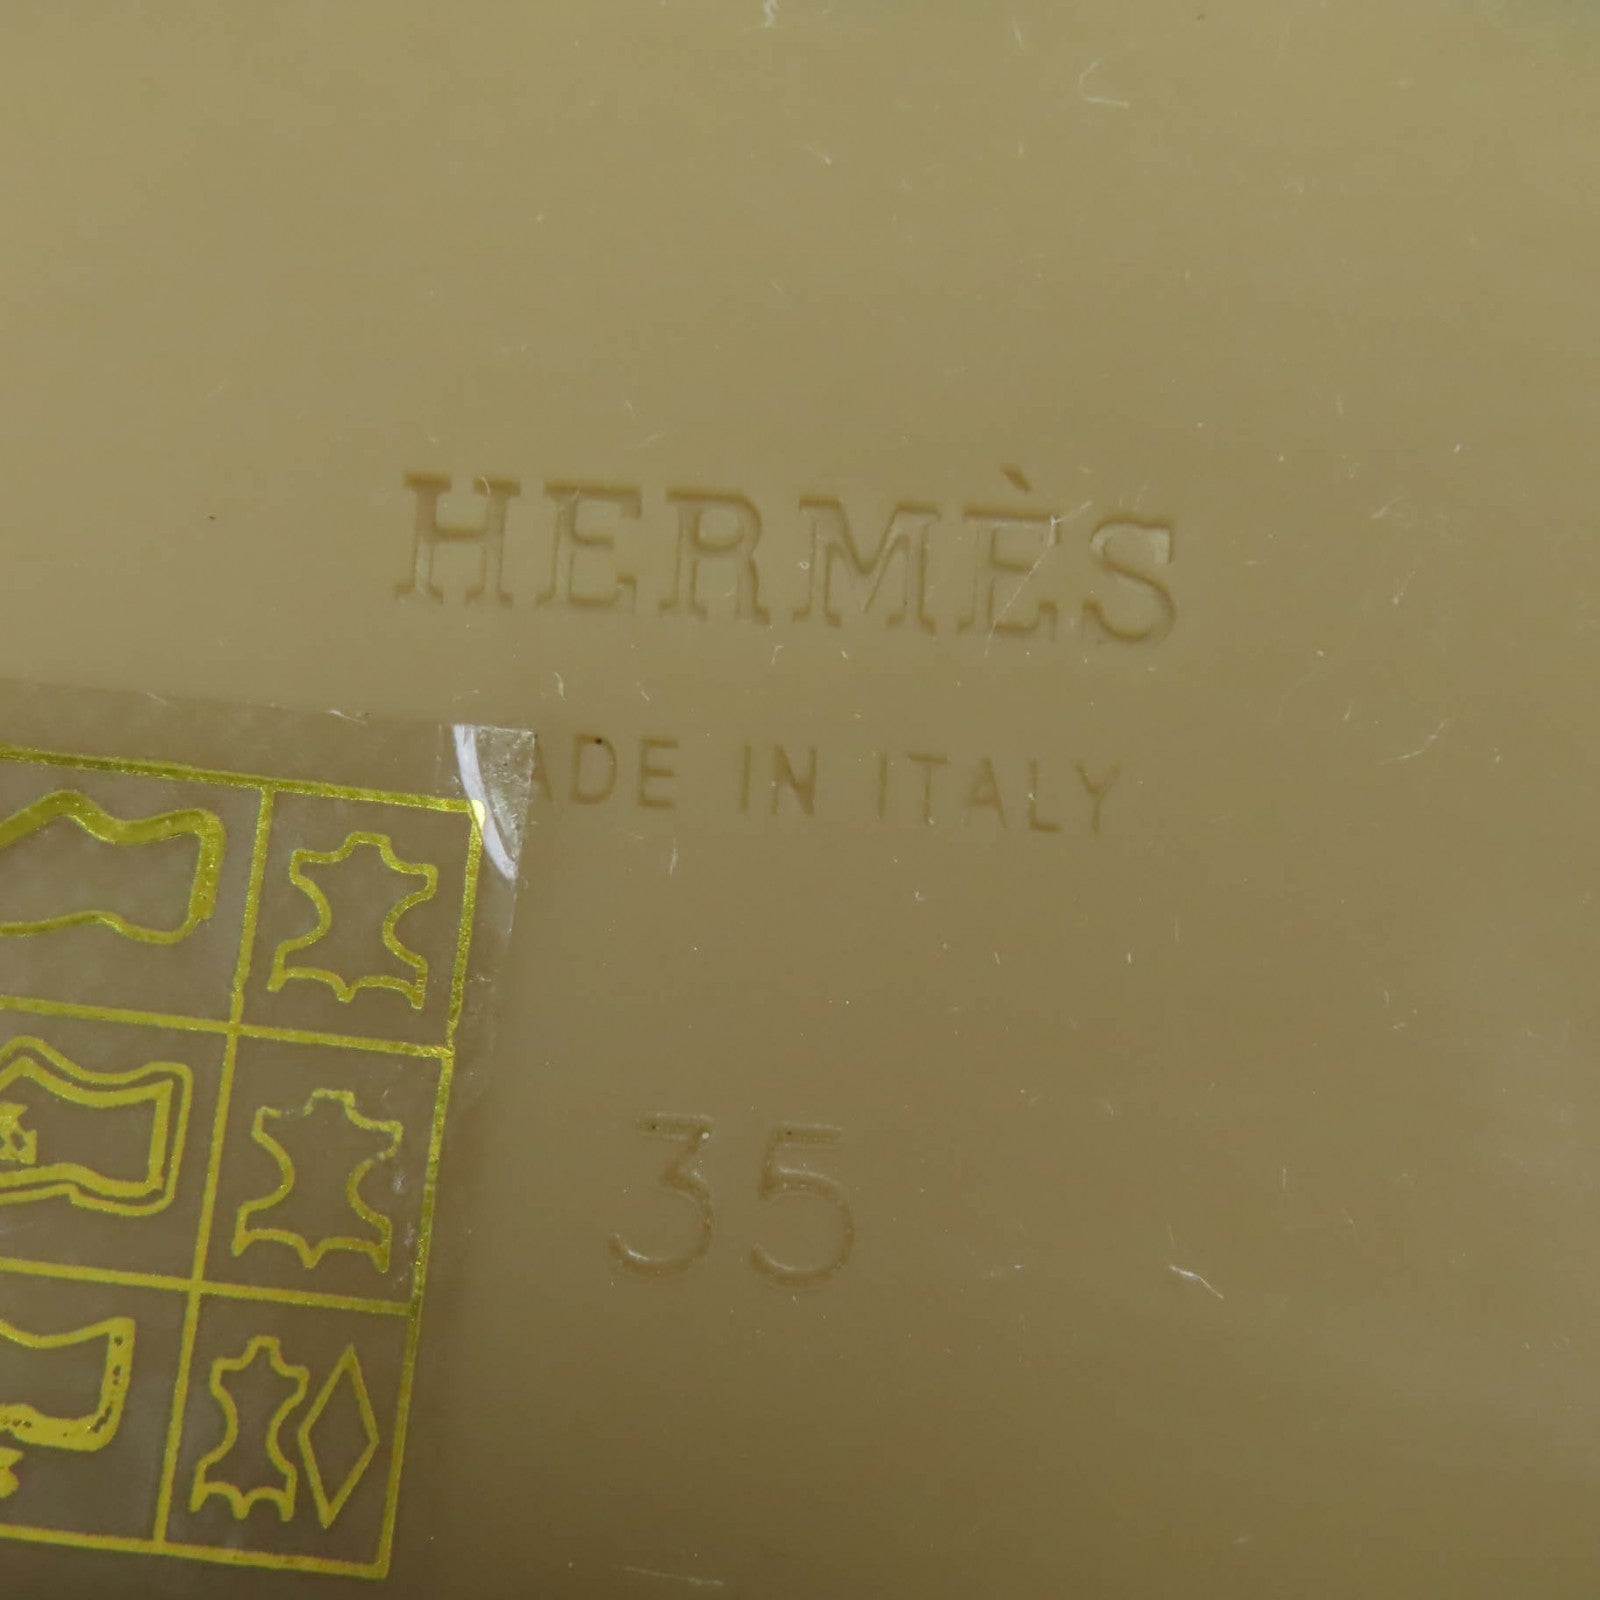 HERMÈS
ADE IN ITALY
35